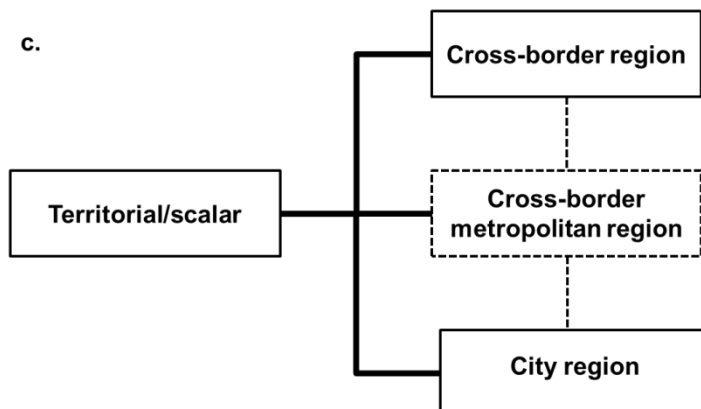 c.
Cross-border region
Territorial/scalar
Cross-border
metropolitan region
City region